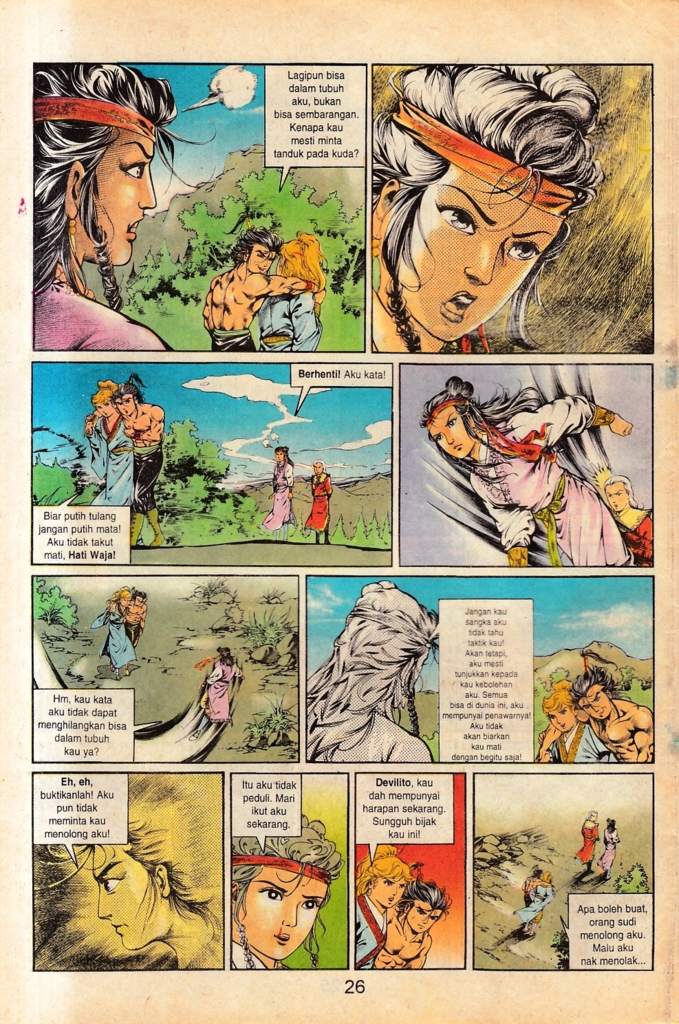 Lagipun bisa
dalam tubuh
aku, bukan
bisa sembarangan.
Kenapa kau
mesti minta
tanduk pada kuda?
Berhenti! Aku kata!
Biar putih tulang
jangan putih mata!
Aku tidak takut
mati, Hati Waja!
Hm, kau kata
aku tidak dapat
menghilangkan bisa
dalam tubuh
kau ya?
Jangan kau
sangka aku
tidak tahu
taktik kau!
Akan tetapi,
aku mesti
tunjukkan kepada
kau kebolehan
aku. Semua
bisa di dunia ini, aku
mempunyai penawarnya!
Aku tidak
akan biarkan
kau mati
dengan begitu saja!
Eh, eh,
buktikanlah! Aku
pun tidak
meminta kau
menolong aku!
Itu aku tidak
peduli. Mari
ikut aku
sekarang.
Devilito, kau
dah mempunyai
harapan sekarang.
Sungguh bijak
kau ini!
Apa boleh buat,
orang sudi
menolong aku.
Malu aku
nak menolak...
26